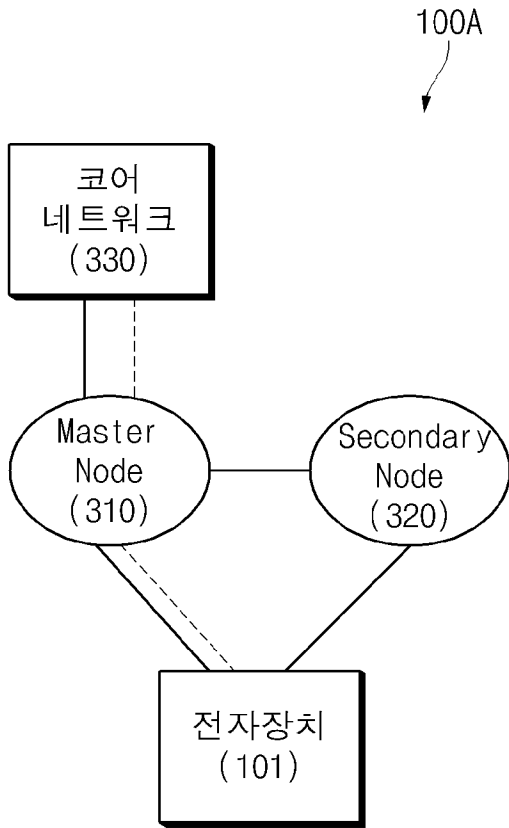 100A
코어
네트워크
(330)
Master
Node
(310)
Secondary
Node
(320)
전자장치
(101)